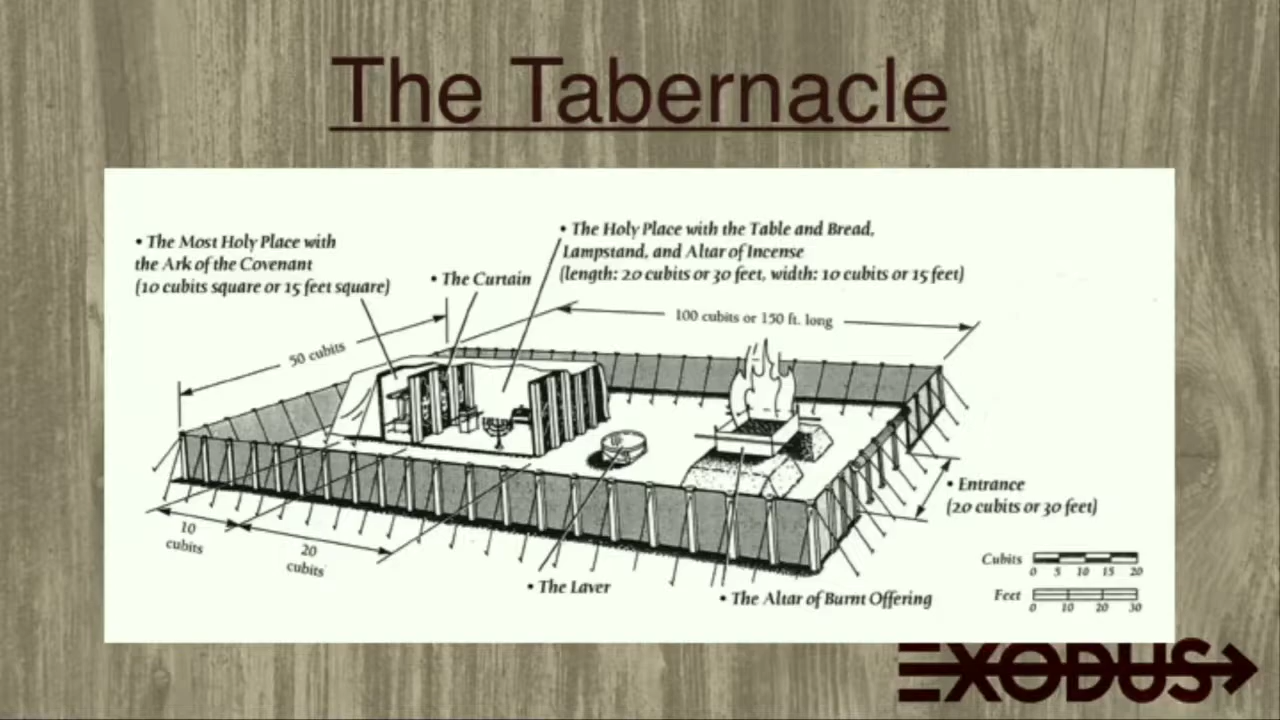 The Tabernacle
• The Most Holy Place with
the Ark of the Covenant
(10 cubits square or 15 feet square)
• The Curtain
• The Holy Place with the Table and Bread,
Lampstand, and Altar of Incense
(length: 20 cubits or 30 feet, width: 10 cubits or 15 feet)
50 cubits
100 cubits or 150 ft. long
10
cubits
20
cubits
• Entrance
(20 cubits or 30 feet)
• The Laver
• The Altar of Burnt Offering
Cubits
0 5 10 15 20
Feet
0 10 20 30
EXODUS